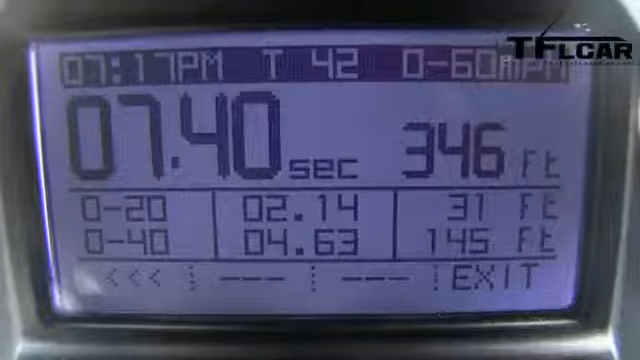 TFLCAR
07:17PM T 42 0-60MPH
07.40 sec 346 Ft
0-20 02.14 31 Ft
0-40 04.63 145 Ft
<<< --- --- EXIT